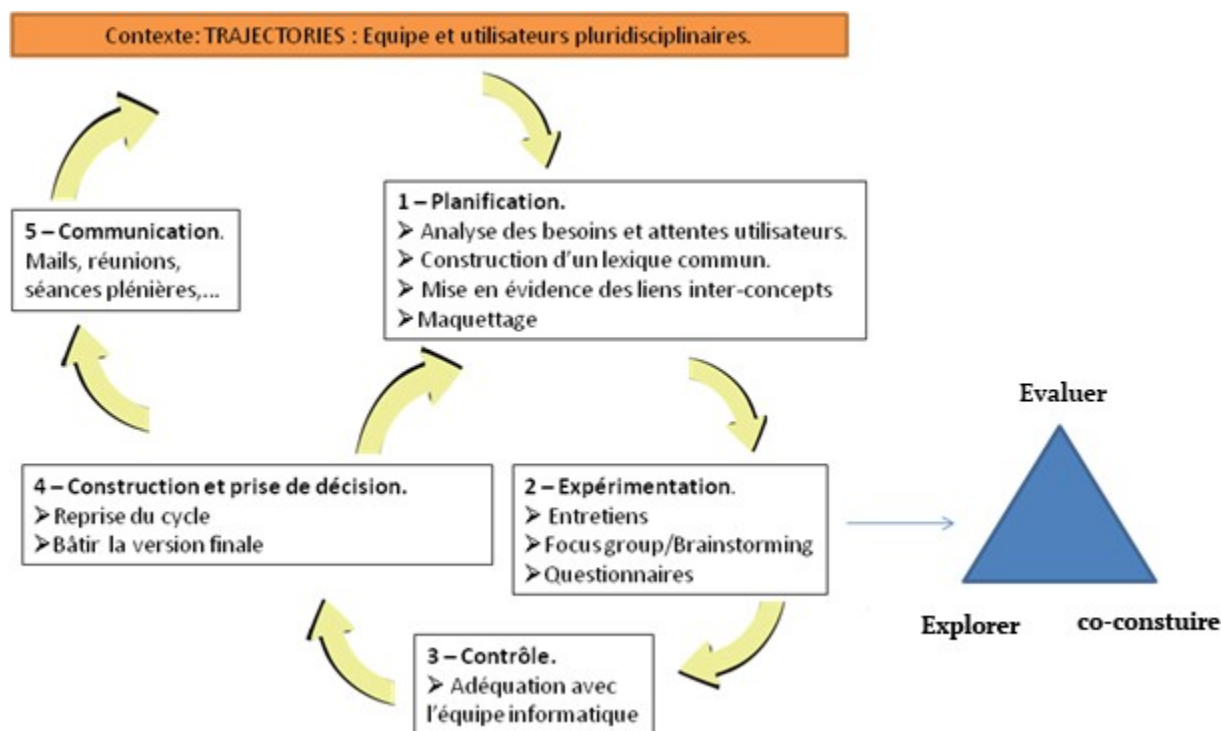 Contexte: TRAJECTORIES : Equipe et utilisateurs pluridisciplinaires.
1 – Planification.
➢ Analyse des besoins et attentes utilisateurs.
➢ Construction d'un lexique commun.
➢ Mise en évidence des liens inter-concepts
➢ Maquettage
5 – Communication.
Mails, réunions,
séances plénières,...
Evaluer
4 – Construction et prise de décision.
➢ Reprise du cycle
➢ Bâtir la version finale
2 – Expérimentation.
➢ Entretiens
➢ Focus group/Brainstorming
➢ Questionnaires
Explorer
co-constuire
3 – Contrôle.
➢ Adéquation avec
l'équipe informatique